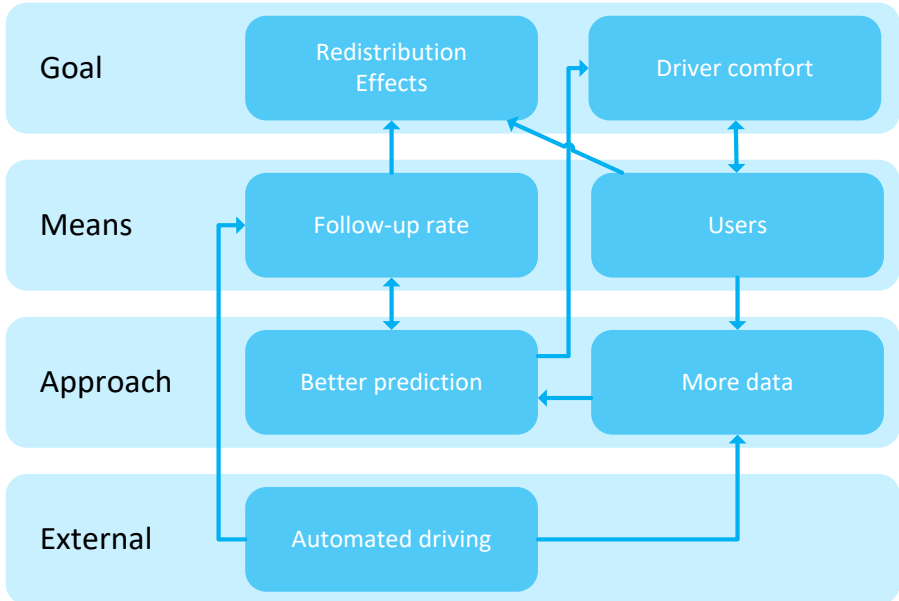 Goal
Redistribution
Effects
Driver comfort
Means
Follow-up rate
Users
Approach
Better prediction
More data
External
Automated driving